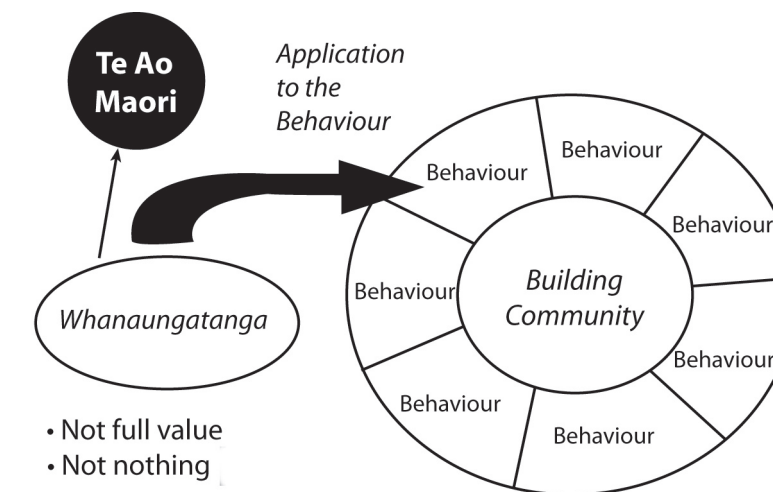 Te Ao
Maori
Application
to the
Behaviour
Behaviour
Behaviour
Behaviour
Behaviour
Building
Community
Whanaungatanga
Behaviour
Behaviour
Behaviour
• Not full value
• Not nothing